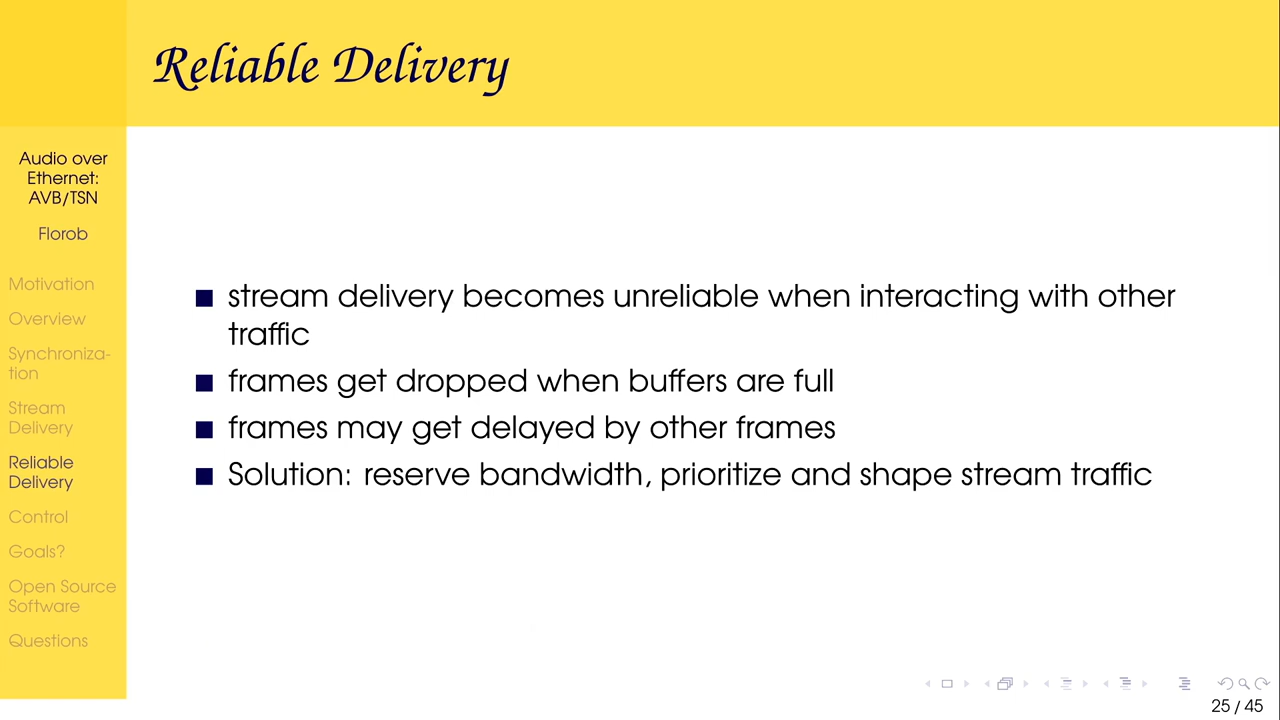 Reliable Delivery
Audio over
Ethernet:
AVB/TSN
Florob
Motivation
Overview
Synchroniza-
tion
Stream
Delivery
Reliable
Delivery
Control
Goals?
Open Source
Software
Questions
■ stream delivery becomes unreliable when interacting with other
traffic
■ frames get dropped when buffers are full
■ frames may get delayed by other frames
■ Solution: reserve bandwidth, prioritize and shape stream traffic
25 / 45